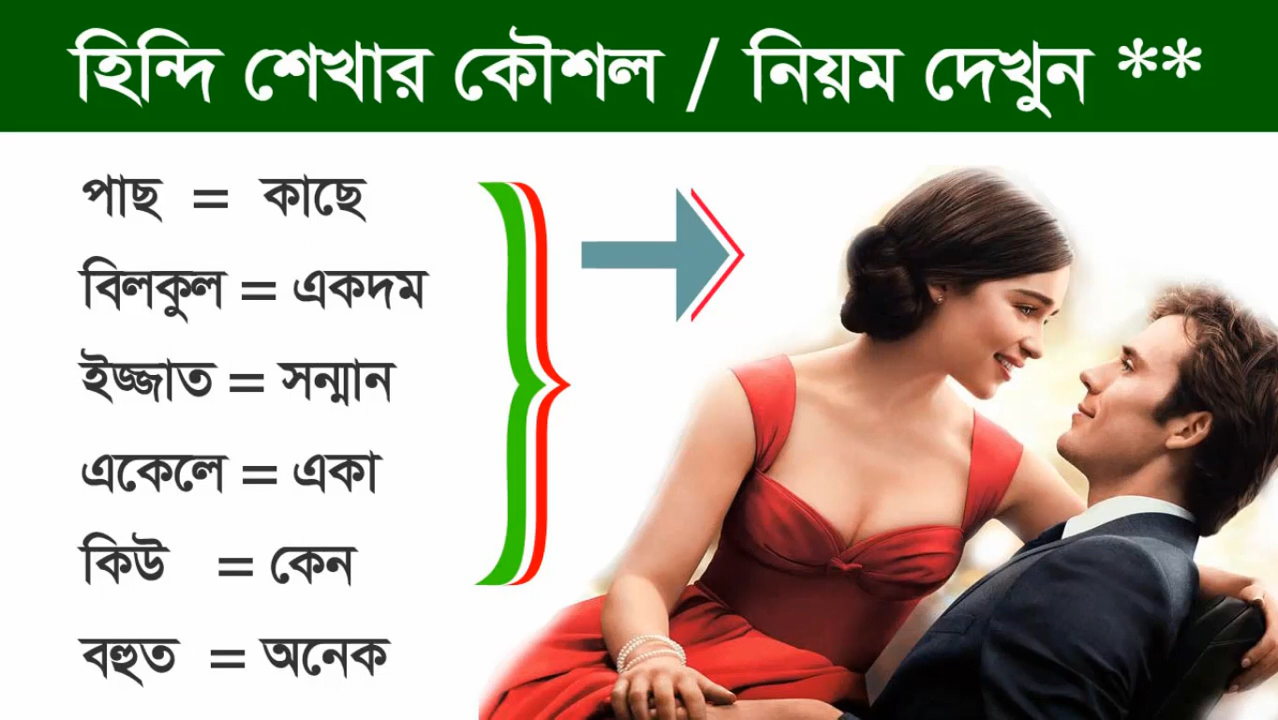 হিন্দি শেখার কৌশল / নিয়ম দেখুন **
পাছ = কাছে
বিলকুল = একদম
ইজ্জাত = সন্মান
একেলে = একা
কিউ = কেন
বহুত = অনেক